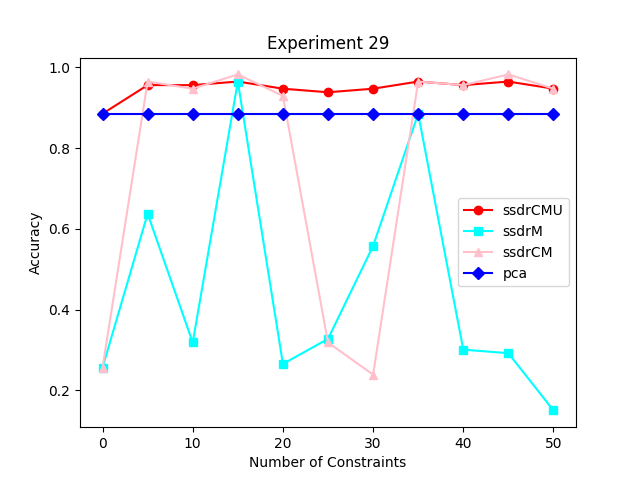 Experiment 29
1.0
0.8
0.6
0.4
0.2
Accuracy
ssdrCMU
ssdrM
ssdrCM
pca
0 10 20 30 40 50
Number of Constraints